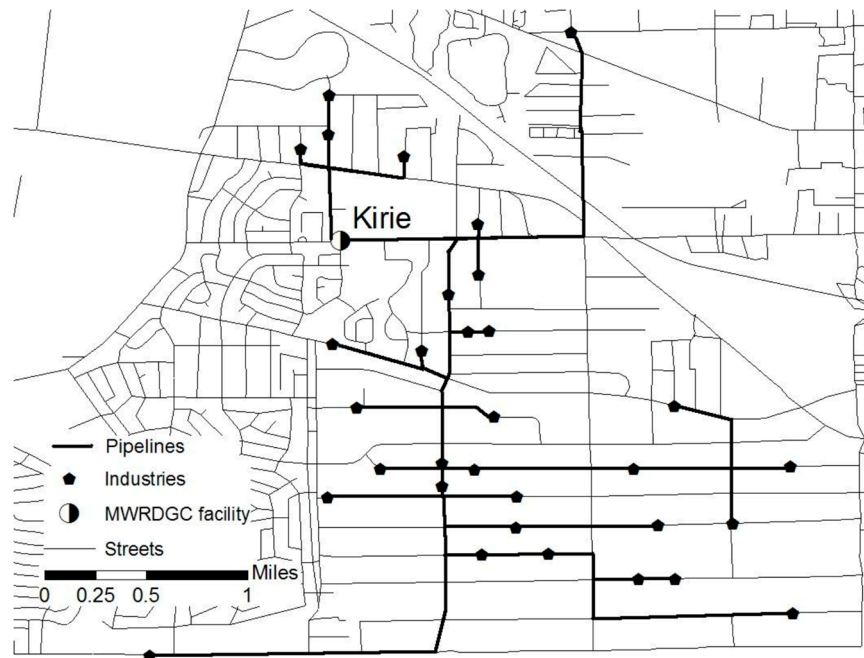 Kirie
Pipelines
Industries
MWRDGC facility
Streets
Miles
0 0.25 0.5 1